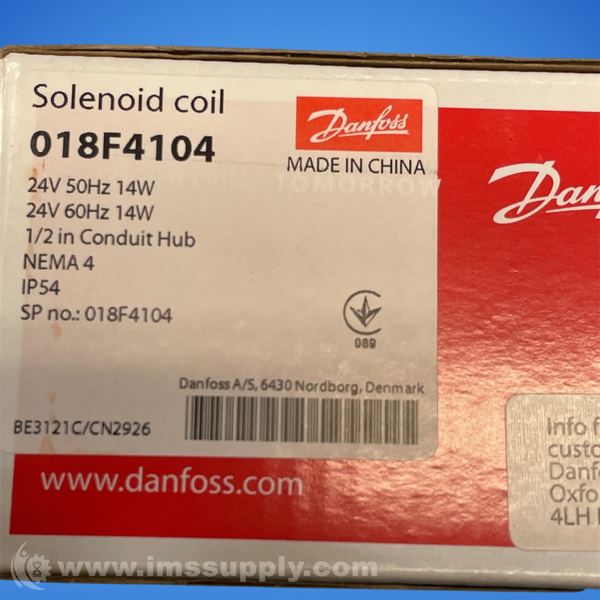 Solenoid coil
018F4104
Danfoss
MADE IN CHINA
TOMORROW
24V 50Hz 14W
24V 60Hz 14W
1/2 in Conduit Hub
NEMA 4
IP54
SP no.: 018F4104
089
Danfoss A/S, 6430 Nordborg, Denmark
BE3121C/CN2926
www.danfoss.com
Dan
Info f
custo
Danf
Oxfo
4LH
www.imssupply.com